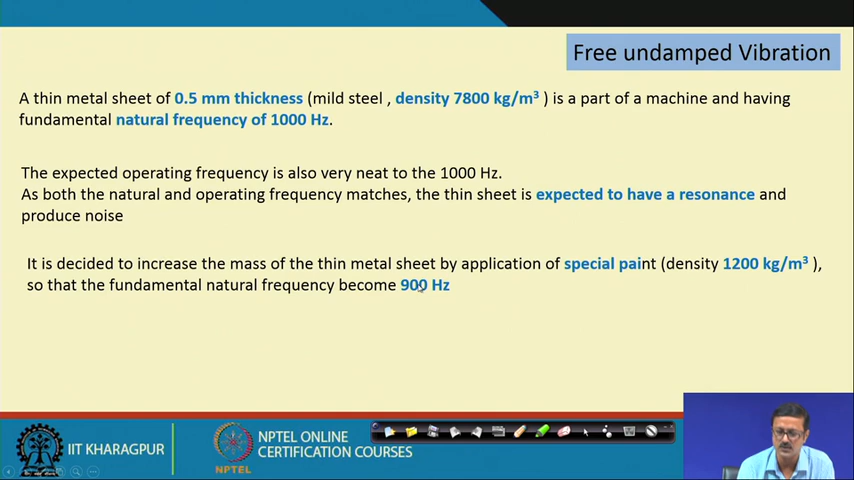 Free undamped Vibration
A thin metal sheet of 0.5 mm thickness (mild steel , density 7800 kg/m³ ) is a part of a machine and having
fundamental natural frequency of 1000 Hz.
The expected operating frequency is also very neat to the 1000 Hz.
As both the natural and operating frequency matches, the thin sheet is expected to have a resonance and
produce noise
It is decided to increase the mass of the thin metal sheet by application of special paint (density 1200 kg/m³ ),
so that the fundamental natural frequency become 900 Hz
IIT KHARAGPUR
NPTEL
NPTEL ONLINE
CERTIFICATION COURSES